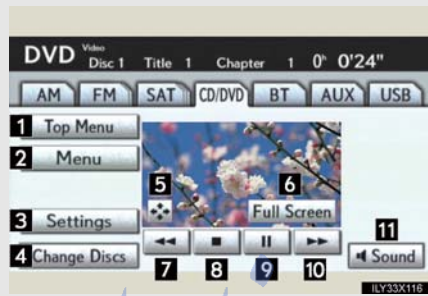 DVD Video Disc 1 Title 1 Chapter 1 0h 0'24"
AM FM SAT CD/DVD BT AUX USB
1 Top Menu
2 Menu
5 6
Full Screen
3 Settings
11
4 Change Discs
Sound
7 8 9 10
ILY33X116